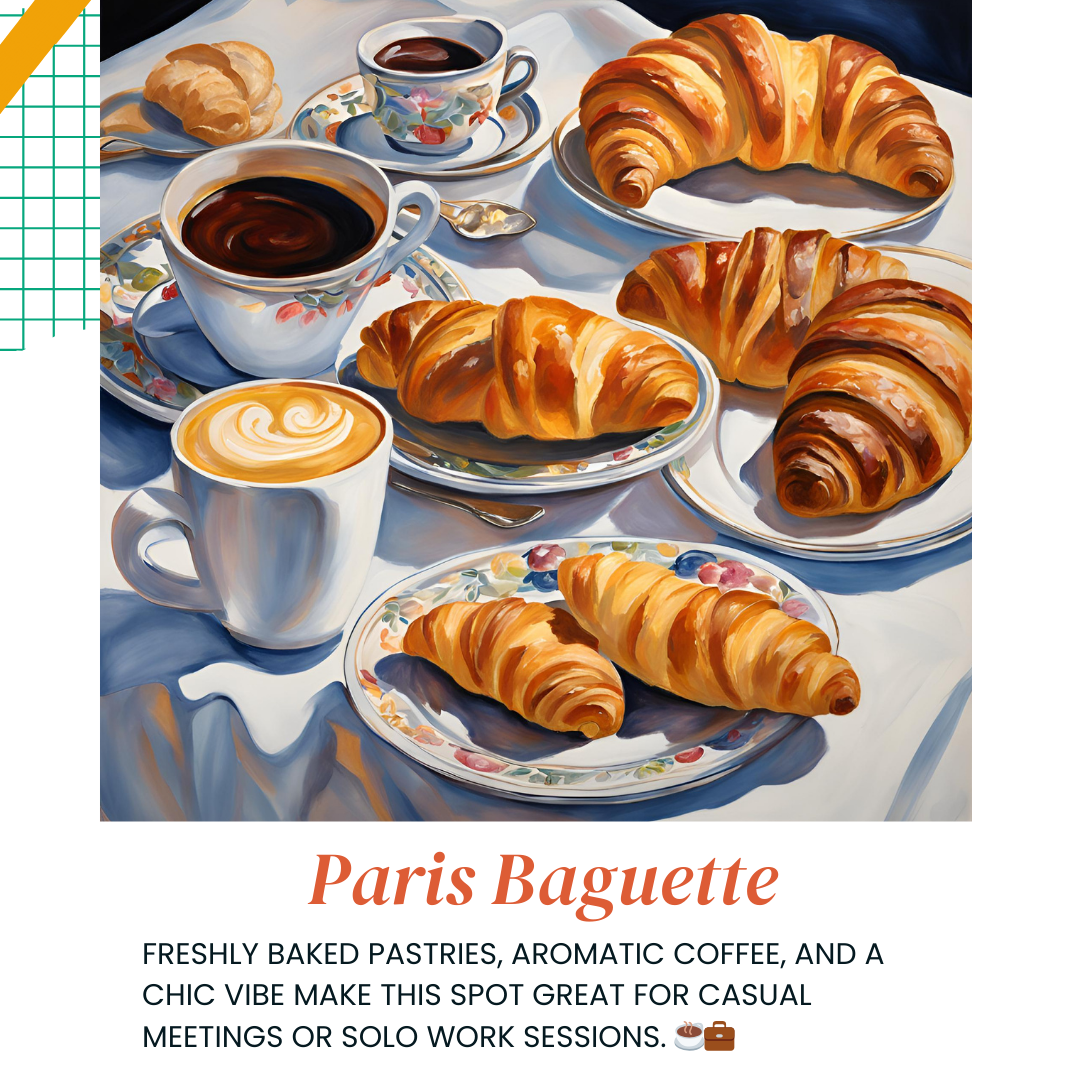 Paris Baguette
FRESHLY BAKED PASTRIES, AROMATIC COFFEE, AND A
CHIC VIBE MAKE THIS SPOT GREAT FOR CASUAL
MEETINGS OR SOLO WORK SESSIONS. ☕💼